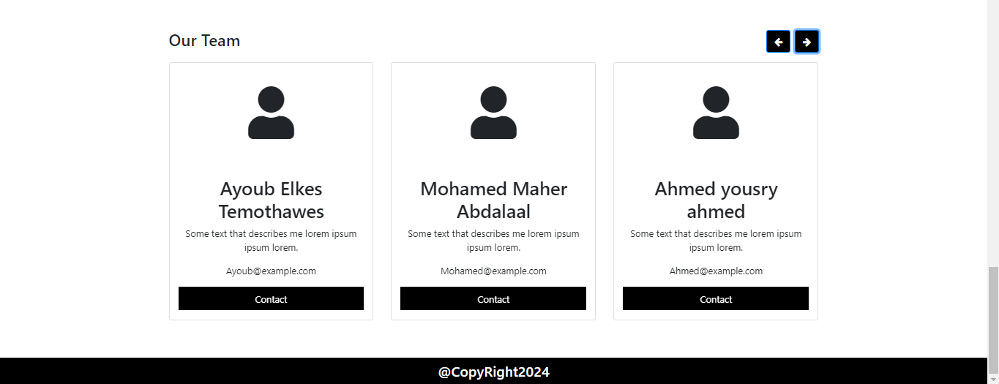 Our Team
Ayoub Elkes
Temothawes
Some text that describes me lorem ipsum
ipsum lorem.
Ayoub@example.com
Contact
Mohamed Maher
Abdalaal
Some text that describes me lorem ipsum
ipsum lorem.
Mohamed@example.com
Contact
Ahmed yousry
ahmed
Some text that describes me lorem ipsum
ipsum lorem.
Ahmed@example.com
Contact
@CopyRight2024